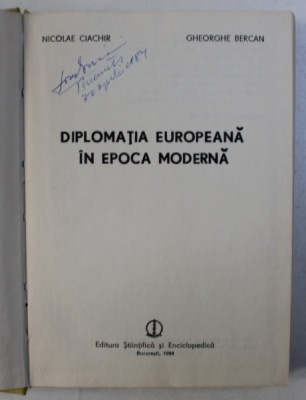 NICOLAE CIACHIR GHEORGHE BERCAN
DIPLOMAȚIA EUROPEANĂ
ÎN EPOCA MODERNĂ
Editura Științifică și Enciclopedică
București, 1984